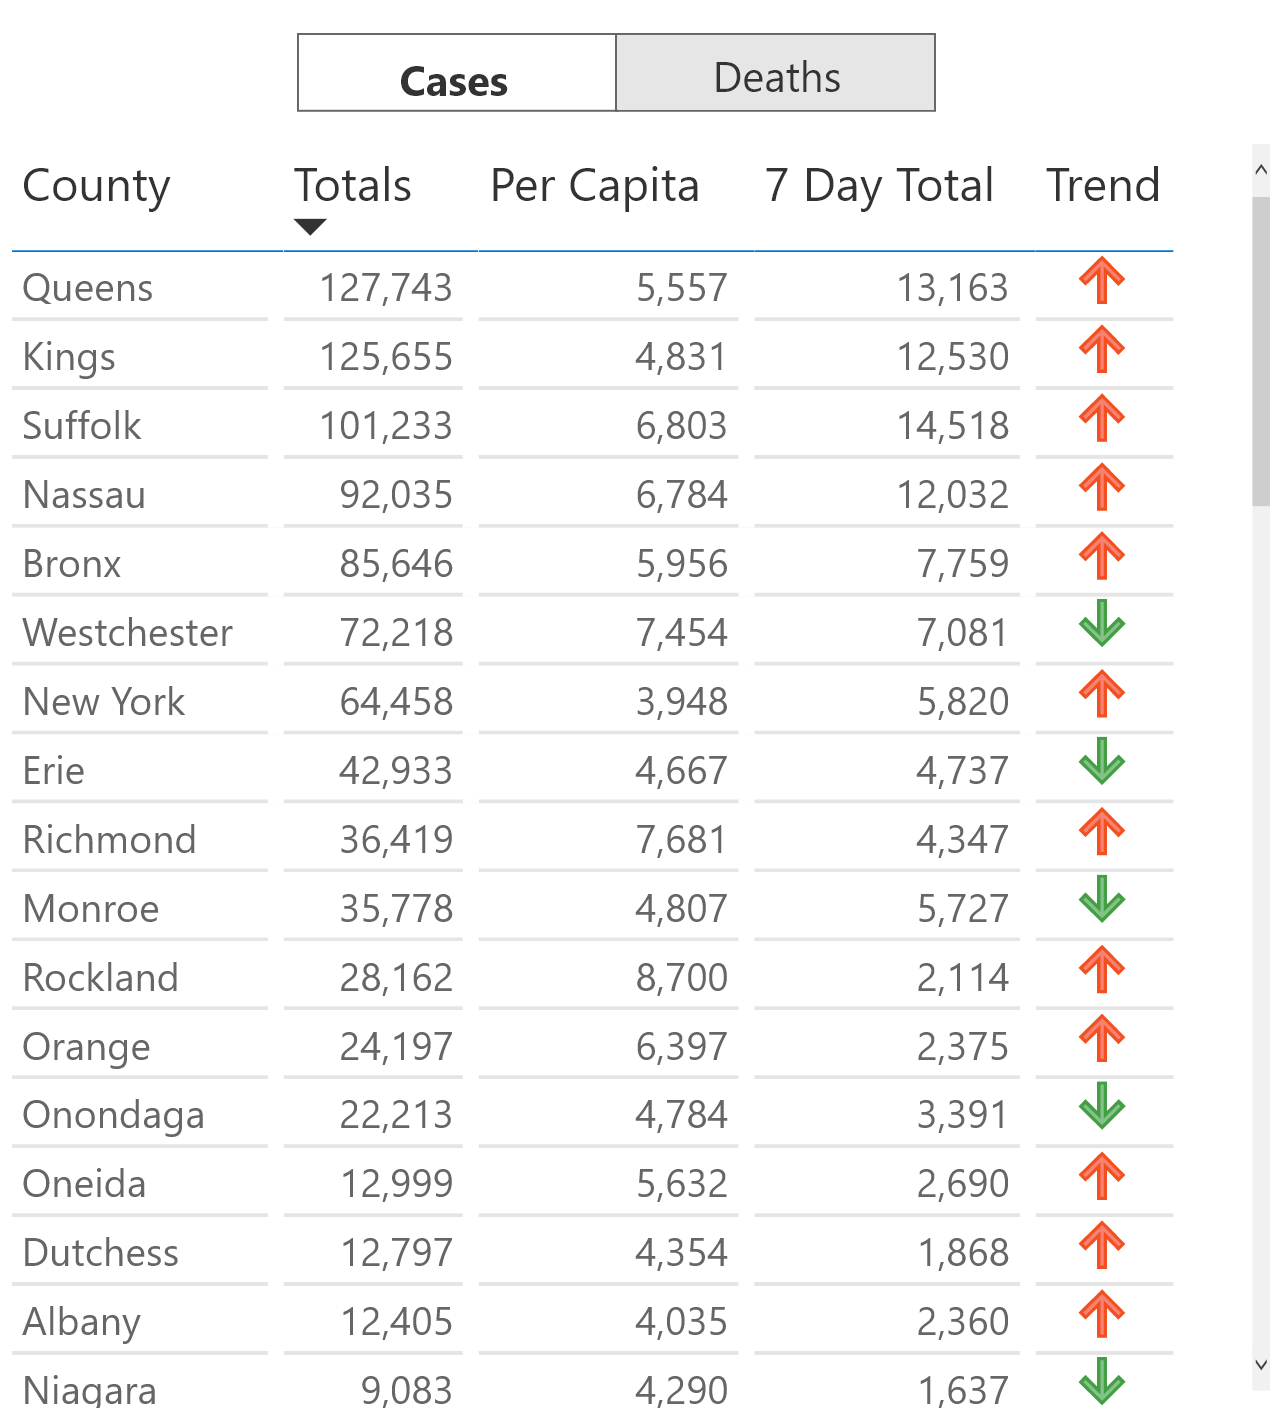 Cases Deaths
County Totals Per Capita 7 Day Total Trend
Queens 127,743 5,557 13,163
Kings 125,655 4,831 12,530
Suffolk 101,233 6,803 14,518
Nassau 92,035 6,784 12,032
Bronx 85,646 5,956 7,759
Westchester 72,218 7,454 7,081
New York 64,458 3,948 5,820
Erie 42,933 4,667 4,737
Richmond 36,419 7,681 4,347
Monroe 35,778 4,807 5,727
Rockland 28,162 8,700 2,114
Orange 24,197 6,397 2,375
Onondaga 22,213 4,784 3,391
Oneida 12,999 5,632 2,690
Dutchess 12,797 4,354 1,868
Albany 12,405 4,035 2,360
Niagara 9,083 4,290 1,637